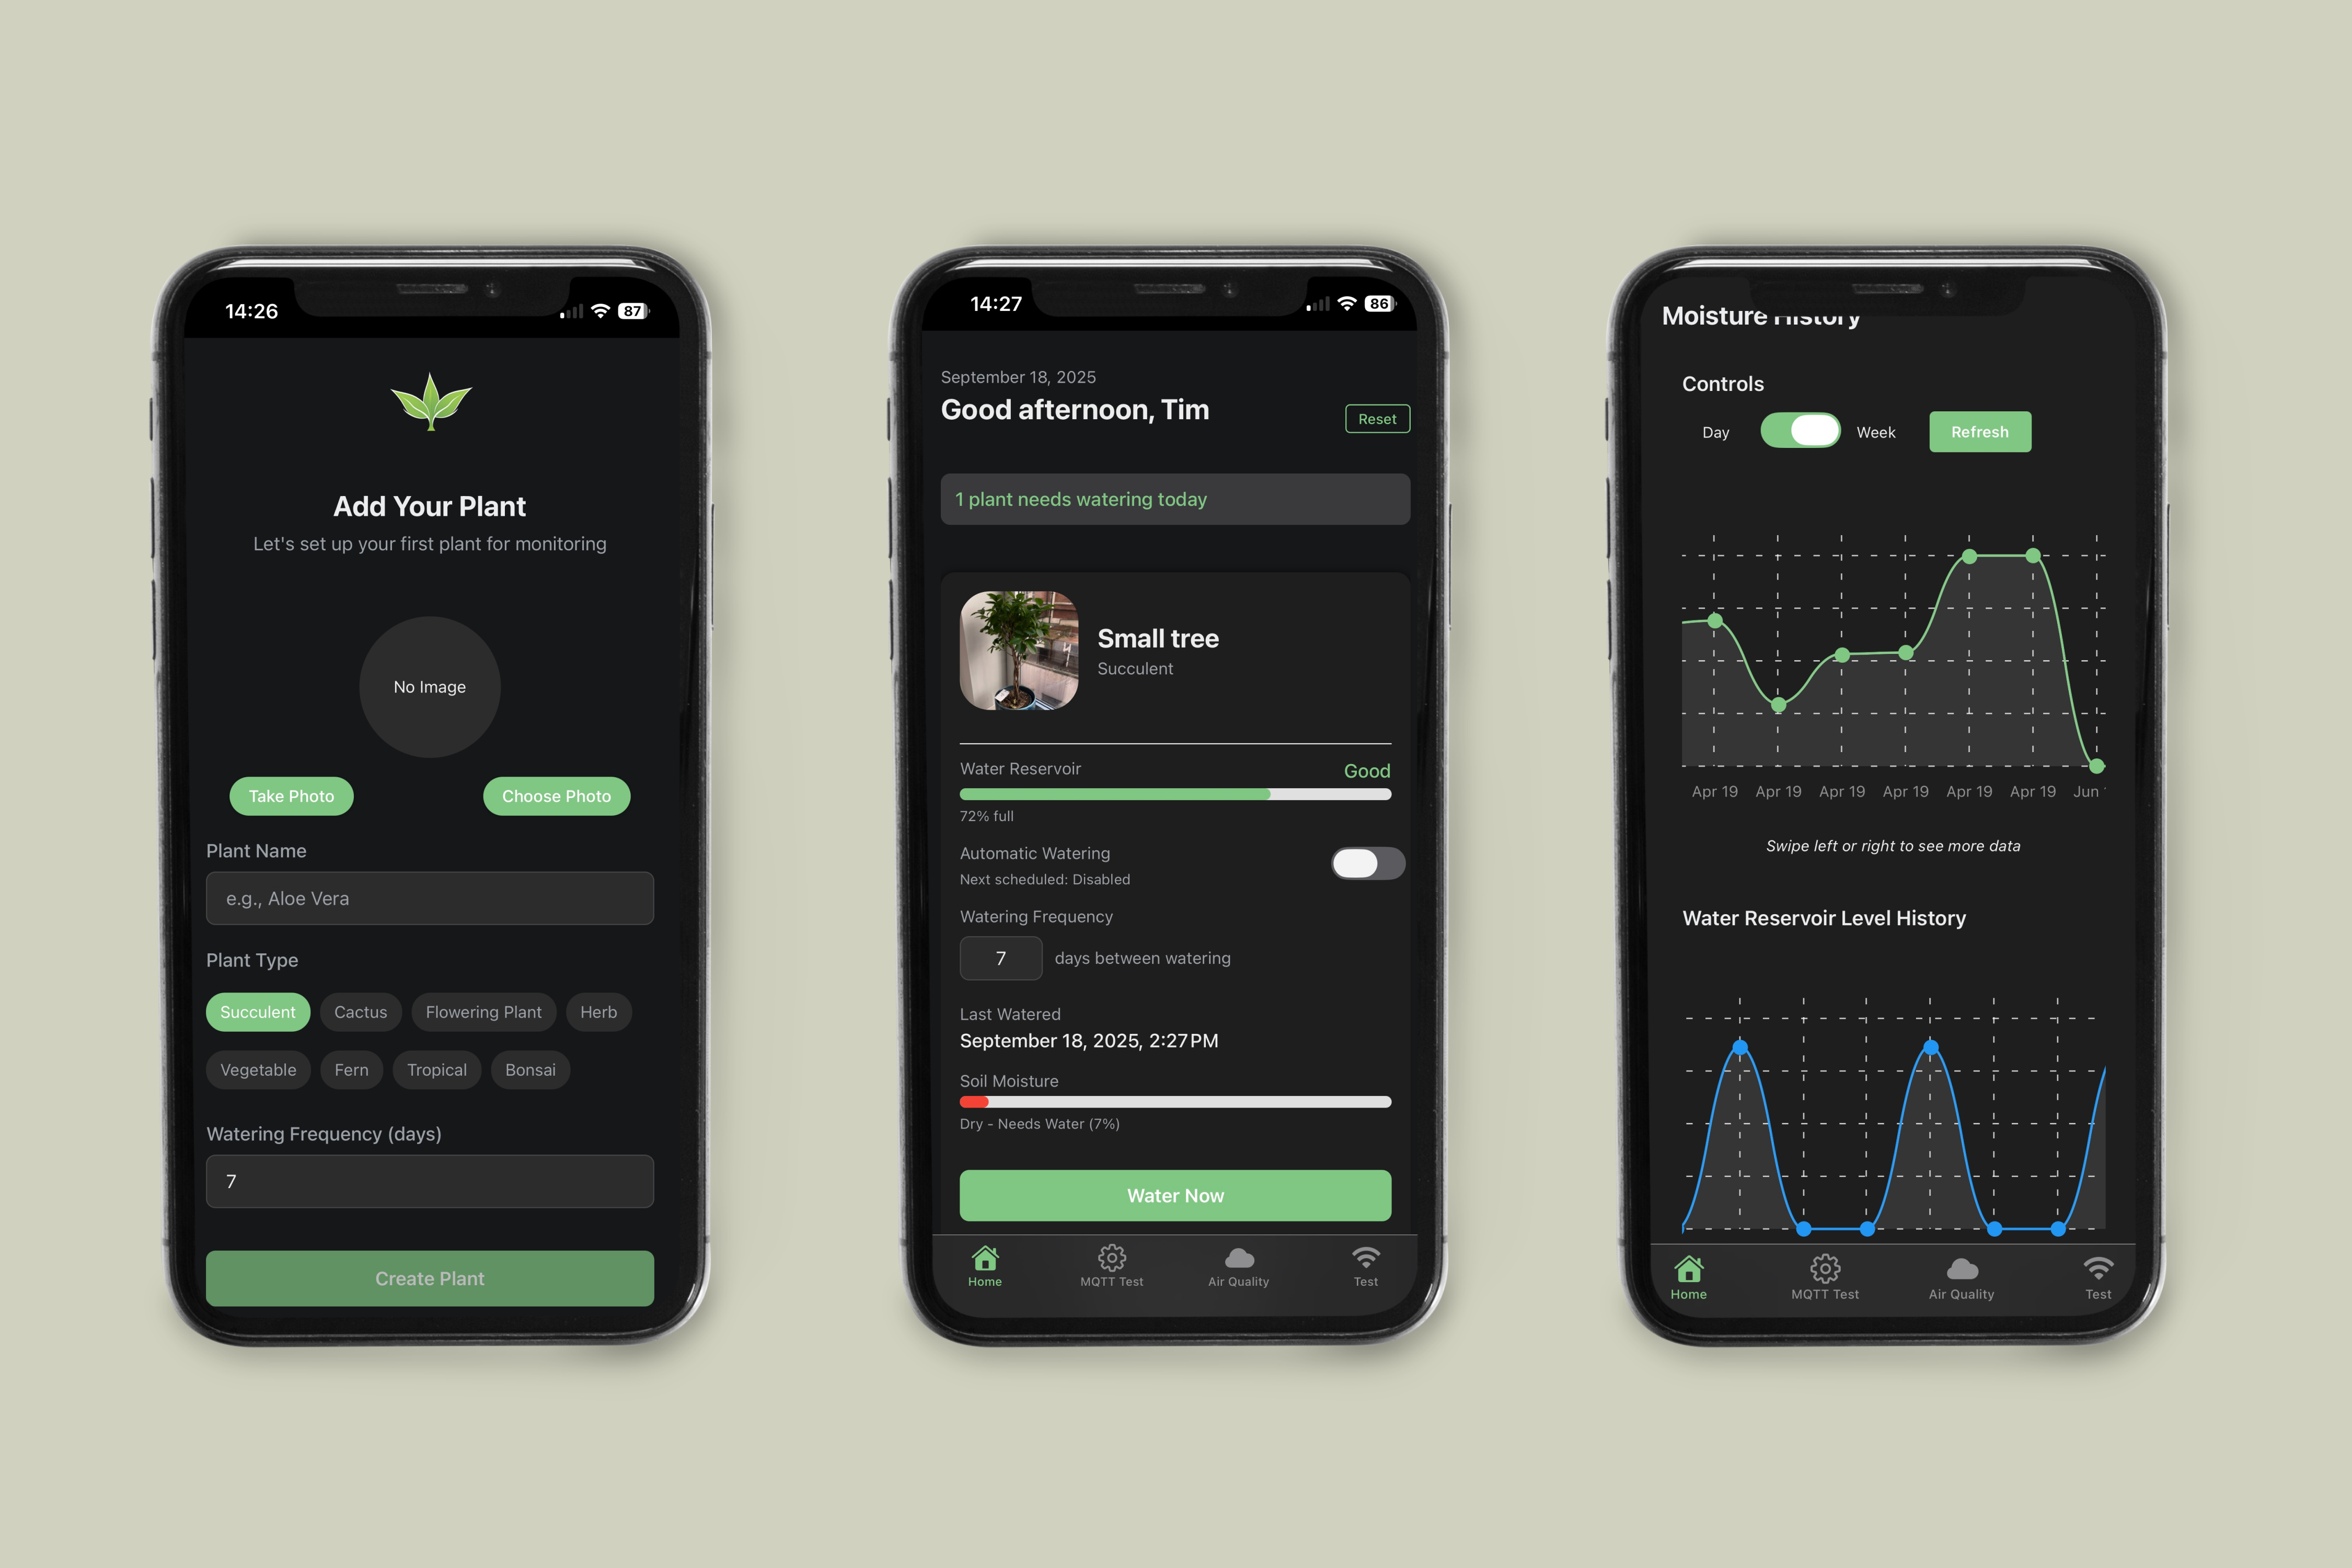 14:26
87
Add Your Plant
Let's set up your first plant for monitoring
No Image
Take Photo
Choose Photo
Plant Name
e.g., Aloe Vera
Plant Type
Succulent
Cactus
Flowering Plant
Herb
Vegetable
Fern
Tropical
Bonsai
Watering Frequency (days)
7
Create Plant
14:27
86
September 18, 2025
Good afternoon, Tim
Reset
1 plant needs watering today
Small tree
Succulent
Water Reservoir
Good
72% full
Automatic Watering
Next scheduled: Disabled
Watering Frequency
7
days between watering
Last Watered
September 18, 2025, 2:27 PM
Soil Moisture
Dry - Needs Water (7%)
Water Now
Home
MQTT Test
Air Quality
Test
Moisture History
Controls
Day
Week
Refresh
Apr 19
Apr 19
Apr 19
Apr 19
Apr 19
Apr 19
Jun
Swipe left or right to see more data
Water Reservoir Level History
Home
MQTT Test
Air Quality
Test